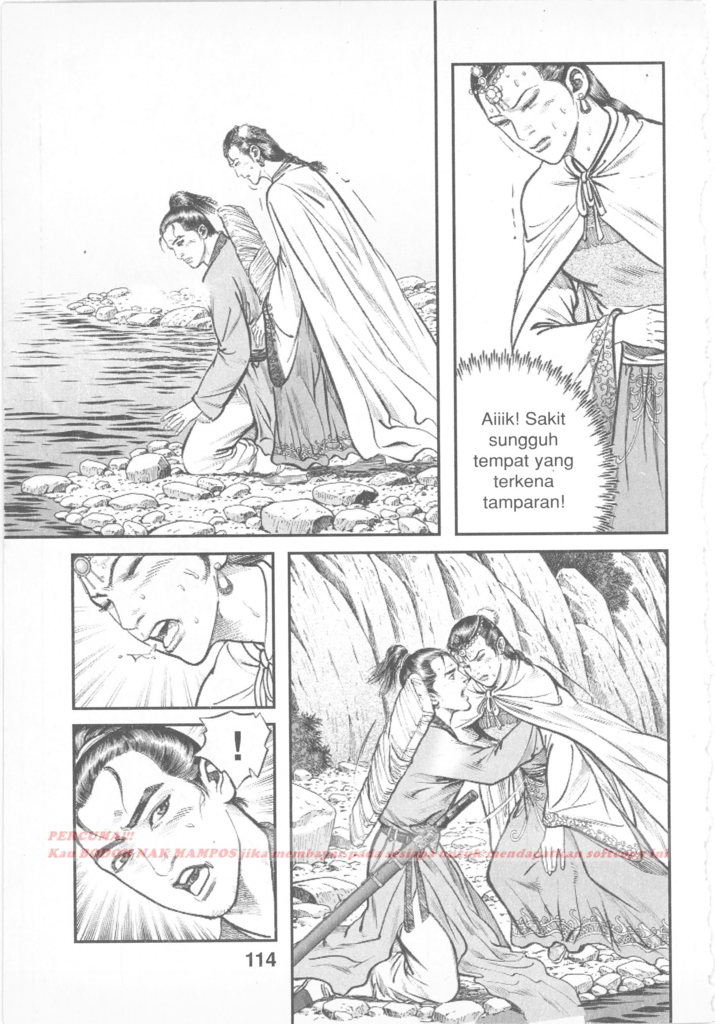 Aiiik! Sakit
sungguh
tempat yang
terkena
tamparan!
!
PERCUMA!!
Kau BODOH NAK MAMPOS jika membayar pada sesiapa untuk mendapatkan softcopy ini
114